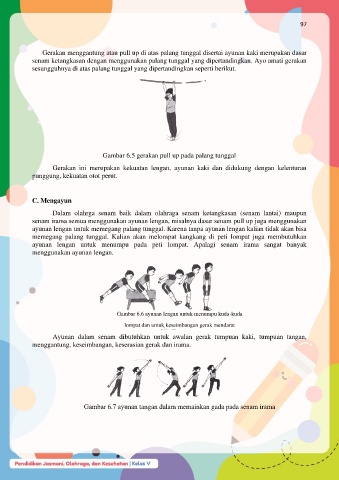 97
Gerakan menggantung atau pull up di atas palang tunggal disertai ayunan kaki merupakan dasar
senam ketangkasan dengan menggunakan palang tunggal yang dipertandingkan. Ayo amati gerakan
sesungguhnya di atas palang tunggal yang dipertandingkan seperti berikut.
Gambar 6.5 gerakan pull up pada palang tunggal
Gerakan ini merupakan kekuatan lengan, ayunan kaki dan didukung dengan kelenturan
punggung, kekuatan otot perut.
C. Mengayun
Dalam olahrga senam baik dalam olahraga senam ketangkasan (senam lantai) maupun
senam irama semua menggunakan ayunan lengan, misalnya dasar senam pull up juga menggunakan
ayunan lengan untuk memegang palang tunggal. Karena tanpa ayunan lengan kalian tidak akan bisa
memegang palang tunggal. Kalian akan melompat kangkang di peti lompat juga membutuhkan
ayunan lengan untuk menumpu pada peti lompat. Apalagi senam irama sangat banyak
menggunakan ayunan lengan.
Gambar 6.6 ayunan lengan untuk menumpu kuda-kuda
lompat dan untuk keseimbangan gerak mendarat
Ayunan dalam senam dibutuhkan untuk awalan gerak tumpuan kaki, tumpuan tangan,
menggantung, keseimbangan, keserasian gerak dan irama.
Gambar 6.7 ayunan tangan dalam memainkan gada pada senam irama
Pendidikan Jasmani, Olahraga, dan Kesehatan | Kelas V